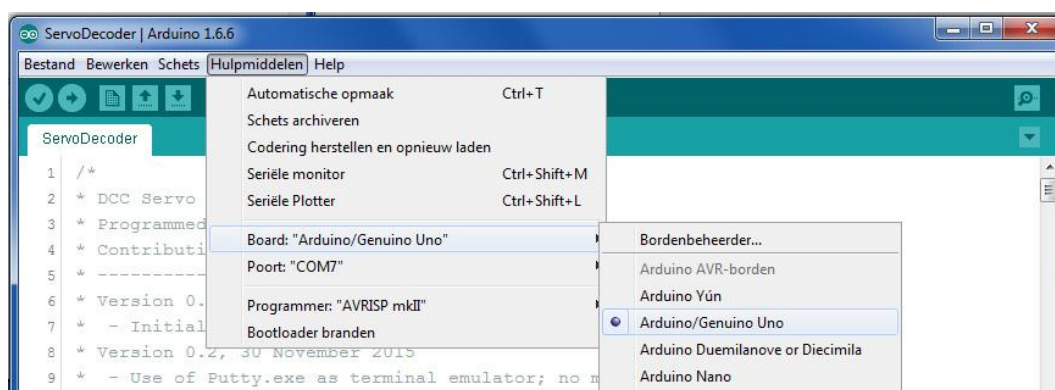 ServoDecoder | Arduino 1.6.6
Bestand Bewerken Schets Hulpmiddelen Help
Automatische opmaak Ctrl+T
Schets archiveren
ServoDecoder
Codering herstellen en opnieuw laden
1 /*
Seriële monitor Ctrl+Shift+M
2 * DCC Servo
Seriële Plotter Ctrl+Shift+L
3 * Programmed
Board: "Arduino/Genuino Uno"
Bordenbeheerder...
4 * Contributi
Poort: "COM7"
5 * ----------
Arduino AVR-borden
6 * Version 0.
Programmer: "AVRISP mkII"
Arduino Yún
7 * - Initial
Bootloader branden
Arduino/Genuino Uno
8 * Version 0.2, 30 November 2015
Arduino Duemilanove or Diecimila
9 * - Use of Putty.exe as terminal emulator; no m
Arduino Nano